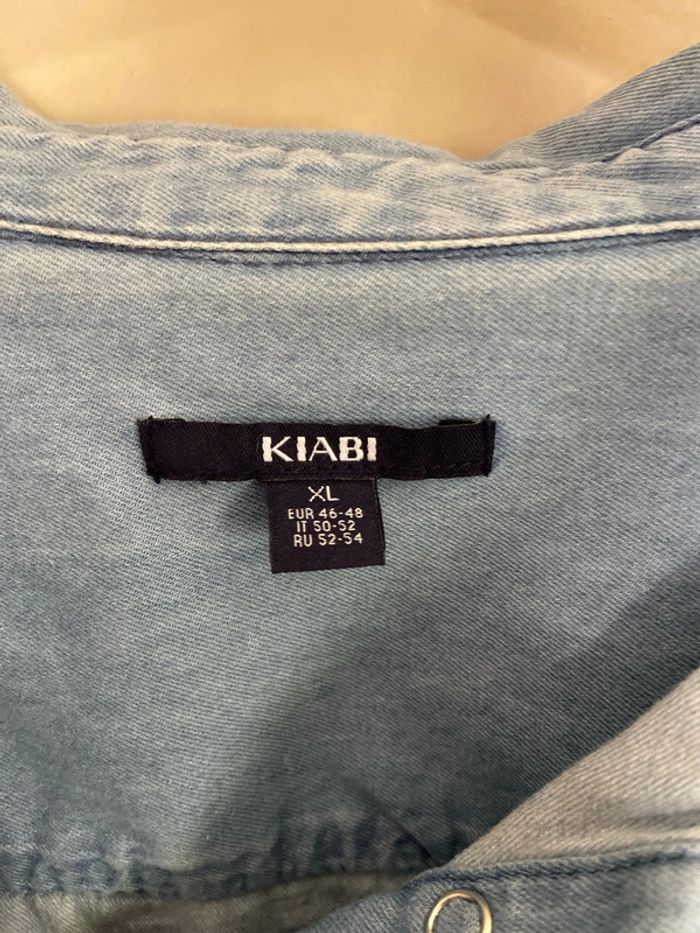 KIABI
XL
EUR 46-48
IT 50-52
RU 52-54